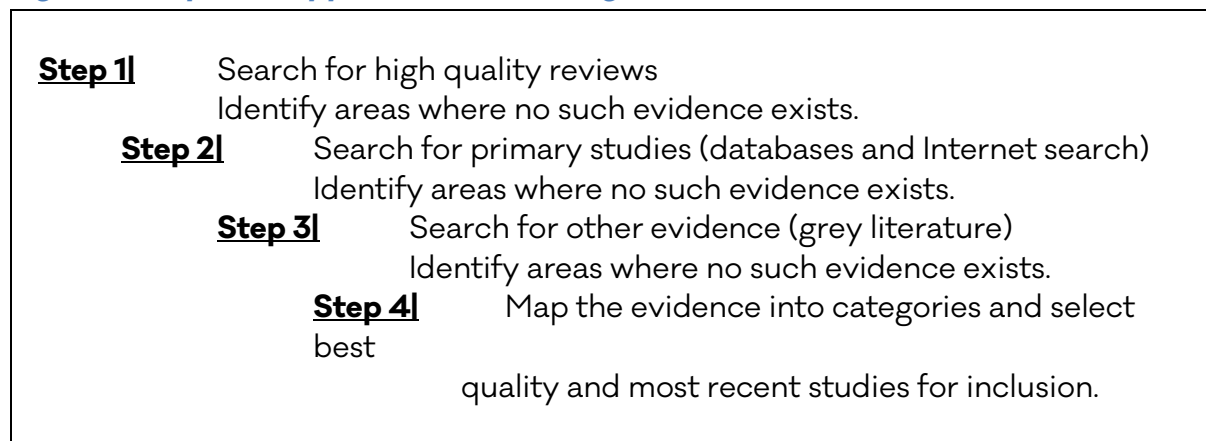 Step 1| Search for high quality reviews
Identify areas where no such evidence exists.
Step 2| Search for primary studies (databases and Internet search)
Identify areas where no such evidence exists.
Step 3| Search for other evidence (grey literature)
Identify areas where no such evidence exists.
Step 4| Map the evidence into categories and select
best
quality and most recent studies for inclusion.